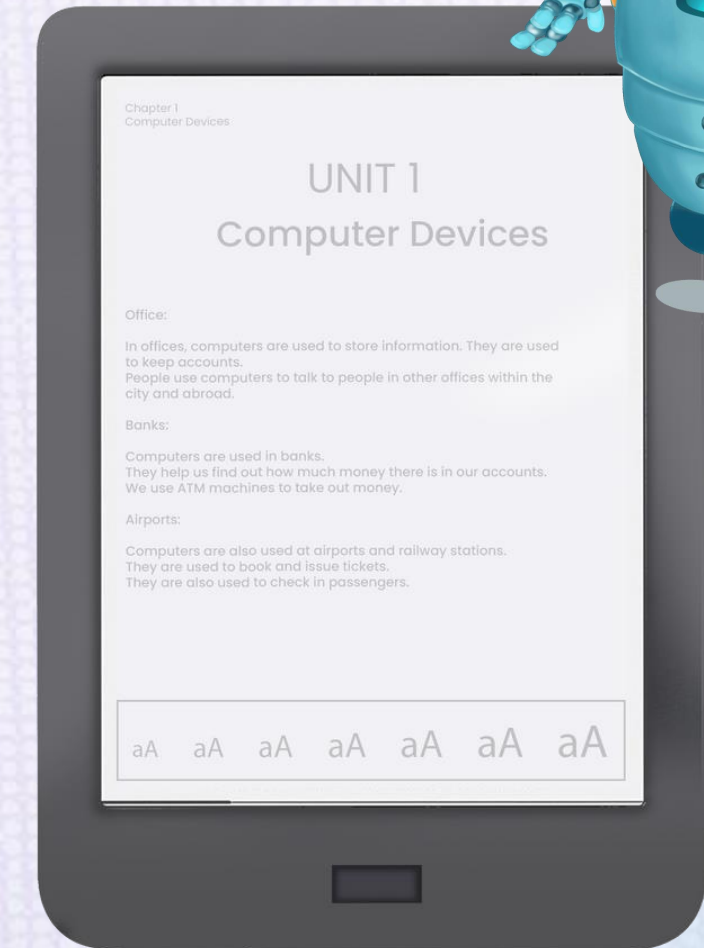 Chapter 1
Computer Devices
UNIT 1
Computer Devices
Office:
In offices, computers are used to store information. They are used
to keep accounts.
People use computers to talk to people in other offices within the
city and abroad.
Banks:
Computers are used in banks.
They help us find out how much money there is in our accounts.
We use ATM machines to take out money.
Airports:
Computers are also used at airports and railway stations.
They are used to book and issue tickets.
They are also used to check in passengers.
aA aA aA aA aA aA aA